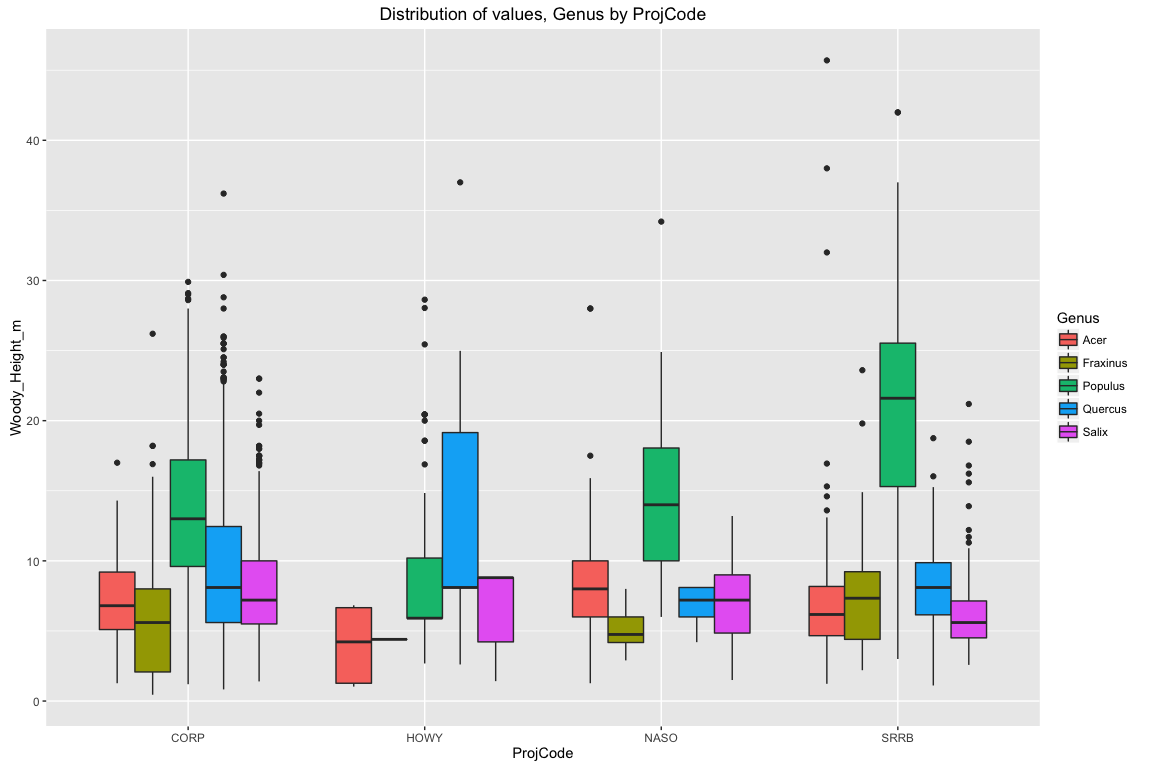 Distribution of values, Genus by ProjCode
Woody_Height_m
40
30
20
10
0
CORP
HOWY
NASO
SRRB
ProjCode
Genus
Acer
Fraxinus
Populus
Quercus
Salix